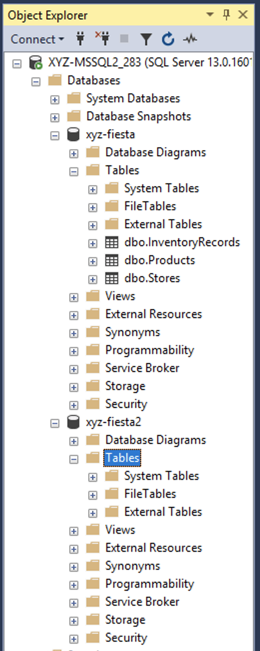 Object Explorer
Connect
XYZ-MSSQL2_283 (SQL Server 13.0.160
Databases
System Databases
Database Snapshots
xyz-fiesta
Database Diagrams
Tables
System Tables
FileTables
External Tables
dbo.InventoryRecords
dbo.Products
dbo.Stores
Views
External Resources
Synonyms
Programmability
Service Broker
Storage
Security
xyz-fiesta2
Database Diagrams
Tables
System Tables
FileTables
External Tables
Views
External Resources
Synonyms
Programmability
Service Broker
Storage
Security